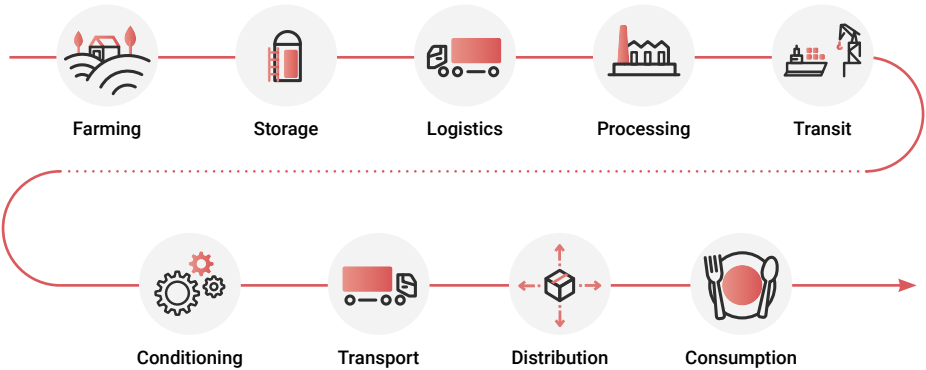 Farming
Storage
Logistics
Processing
Transit
Conditioning
Transport
Distribution
Consumption